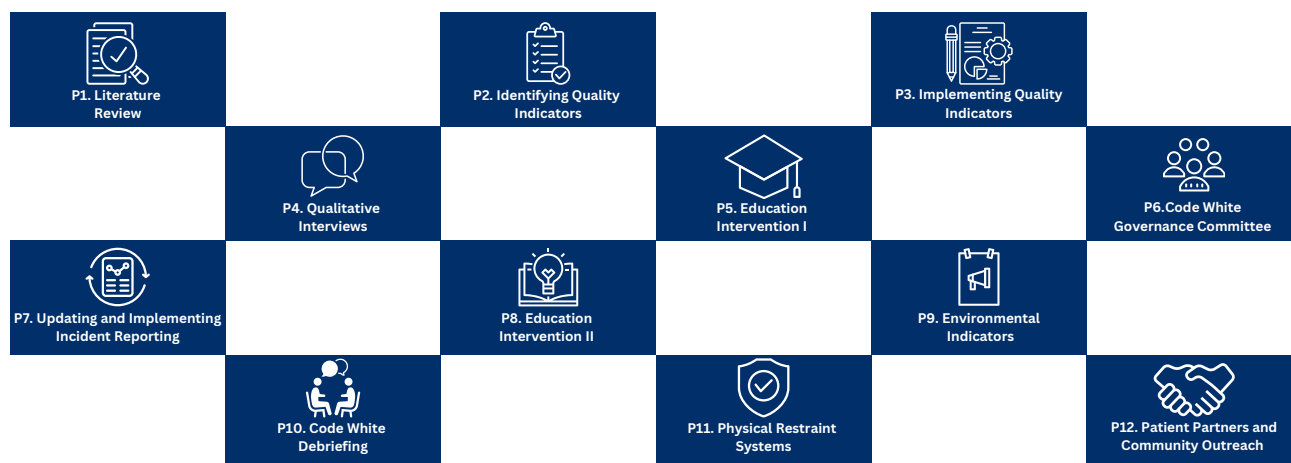 P1. Literature
Review
P2. Identifying Quality
Indicators
P3. Implementing Quality
Indicators
P4. Qualitative
Interviews
P5. Education
Intervention I
P6.Code White
Governance Committee
P7. Updating and Implementing
Incident Reporting
P8. Education
Intervention II
P9. Environmental
Indicators
P10. Code White
Debriefing
P11. Physical Restraint
Systems
P12. Patient Partners and
Community Outreach